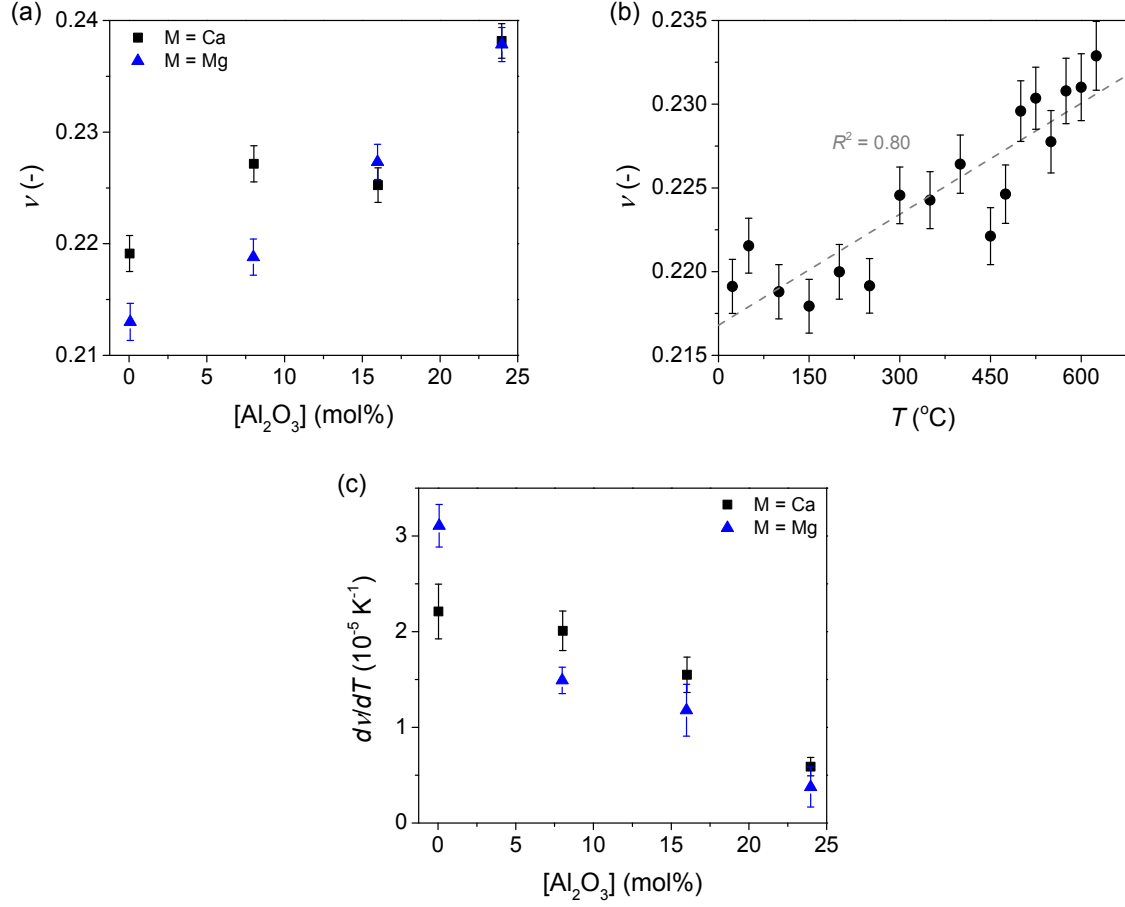 (a)
0.24
0.23
0.22
0.21
ν (-)
M = Ca
M = Mg
0 5 10 15 20 25
[Al₂O₃] (mol%)
(b)
0.235
0.230
0.225
0.220
0.215
ν (-)
R² = 0.80
0 150 300 450 600
T (°C)
(c)
3
2
1
0
dν/dT (10⁻⁵ K⁻¹)
M = Ca
M = Mg
0 5 10 15 20 25
[Al₂O₃] (mol%)